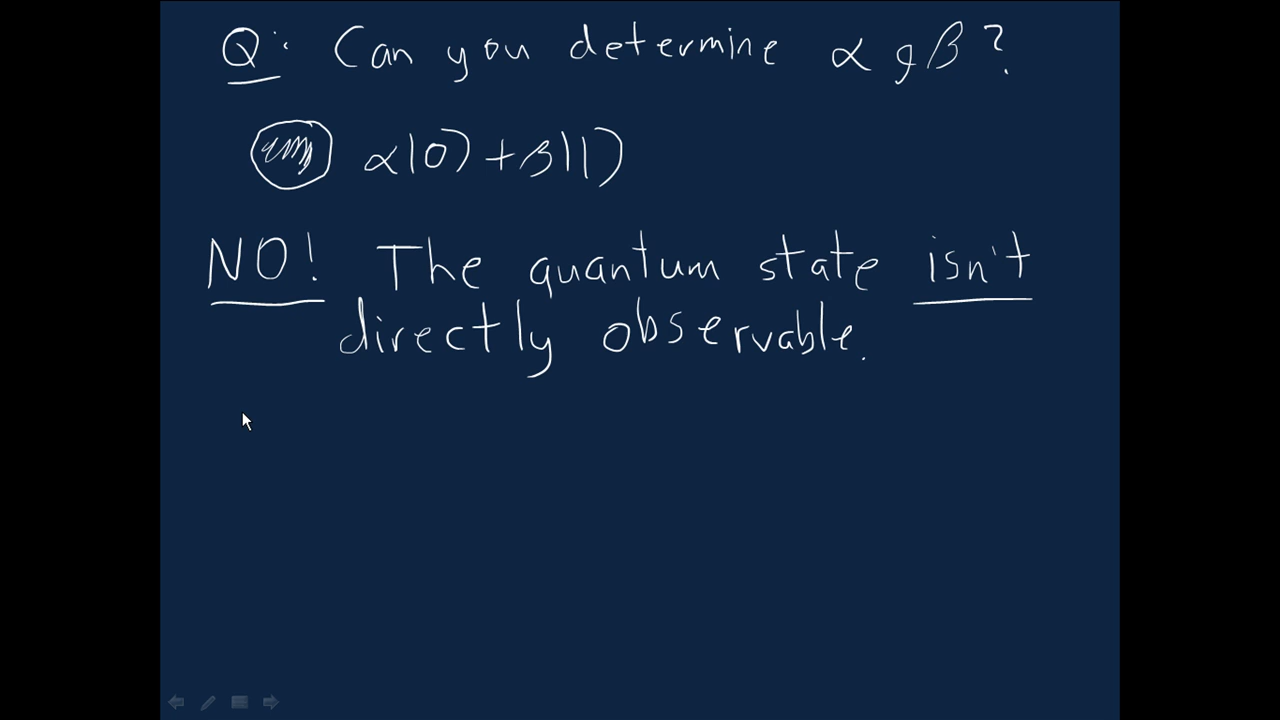 Q: Can you determine α & β?
α|0⟩ + β|1⟩
NO! The quantum state isn't
directly observable.